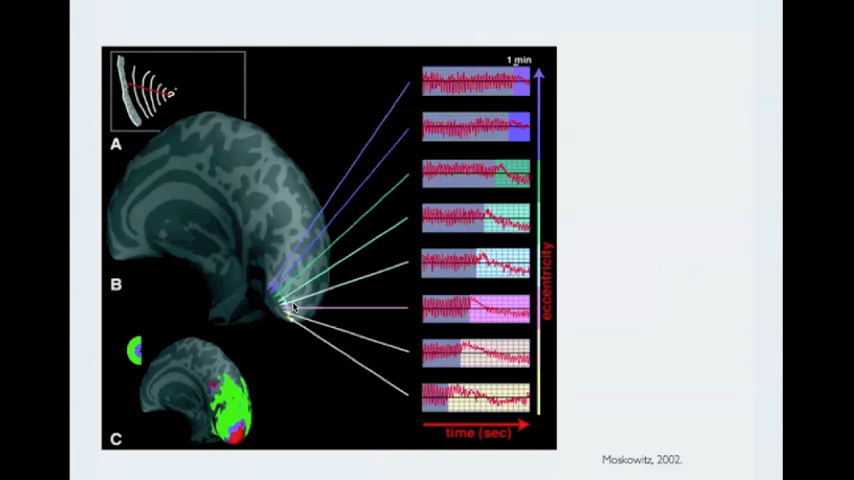 1 min
A
B
C
eccentricity
time (sec)
Moskowitz, 2002.